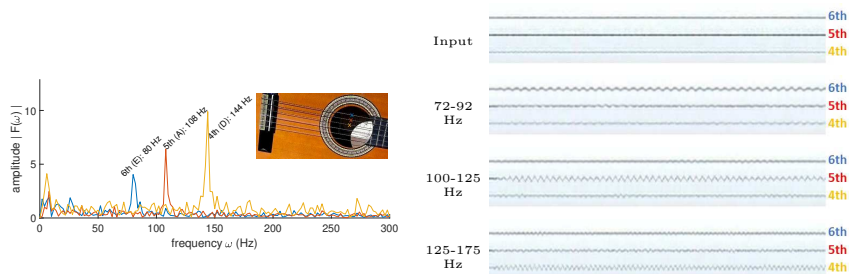 amplitude | F(ω) |
10
5
0
6th (E): 80 Hz
5th (A): 108 Hz
4th (D): 144 Hz
0
50
100
150
200
250
300
frequency ω (Hz)
Input
6th
5th
4th
72-92
Hz
6th
5th
4th
100-125
Hz
6th
5th
4th
125-175
Hz
6th
5th
4th